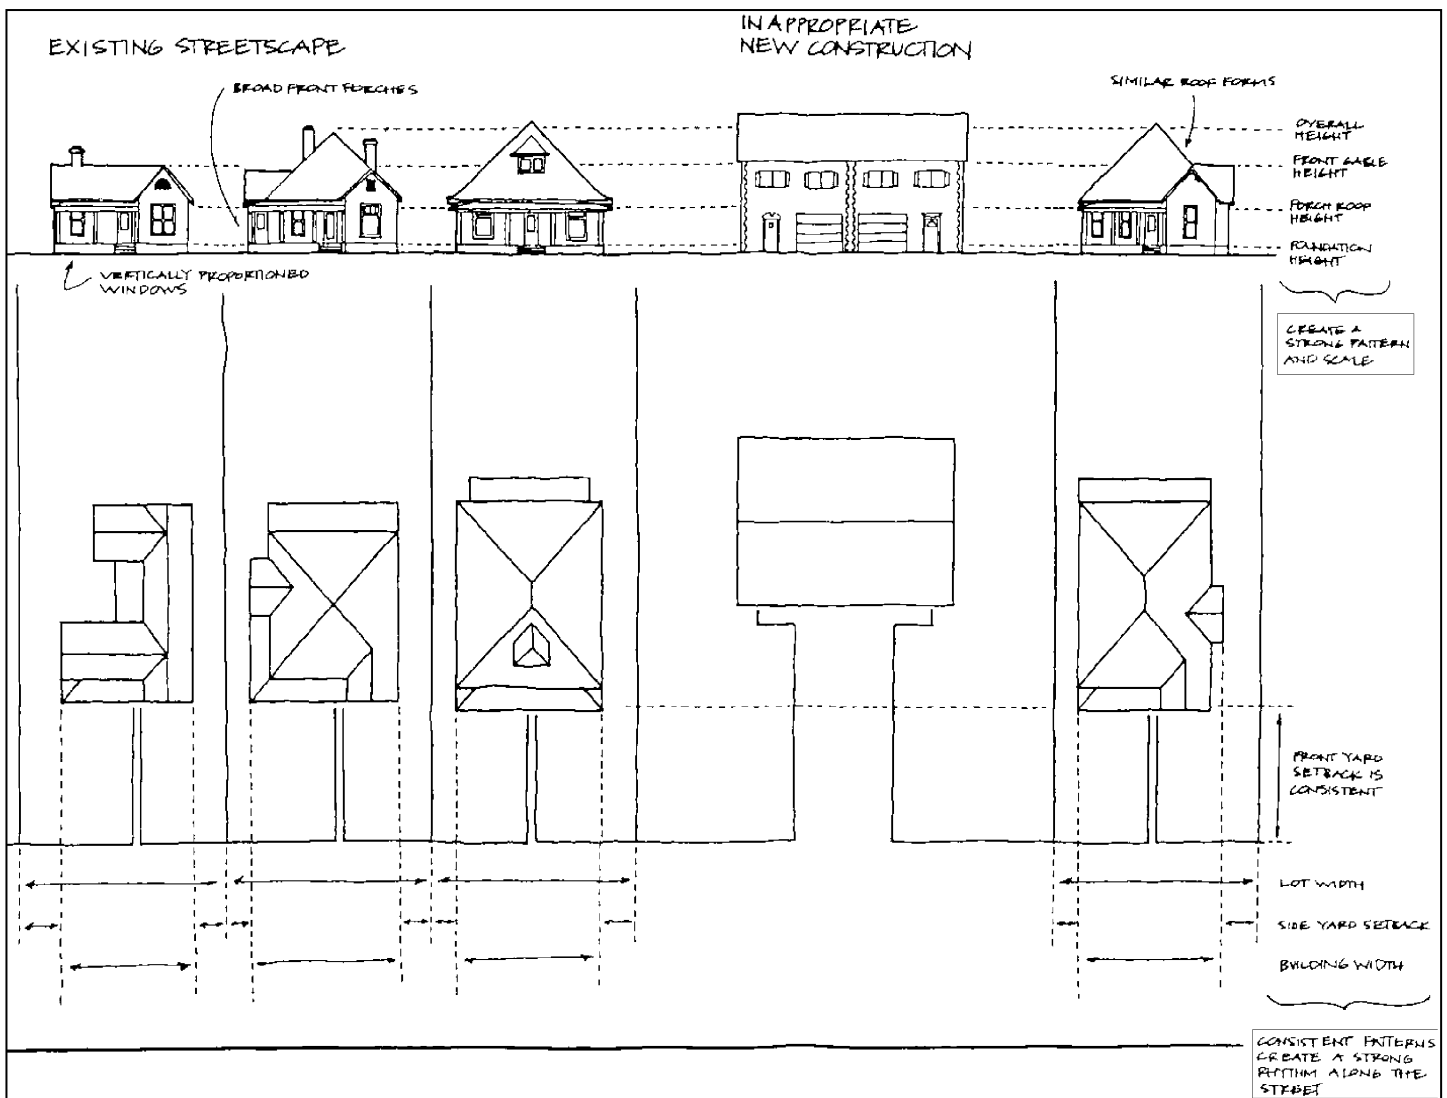 EXISTING STREETSCAPE
INAPPROPRIATE
NEW CONSTRUCTION
BROAD FRONT PORCHES
SIMILAR ROOF FORMS
OVERALL
HEIGHT
FRONT GABLE
HEIGHT
PORCH ROOF
HEIGHT
FOUNDATION
HEIGHT
VERTICALLY PROPORTIONED
WINDOWS
CREATE A
STRONG PATTERN
AND SCALE
FRONT YARD
SETBACK IS
CONSISTENT
LOT WIDTH
SIDE YARD SETBACK
BUILDING WIDTH
CONSISTENT PATTERNS
CREATE A STRONG
RHYTHM ALONG THE
STREET